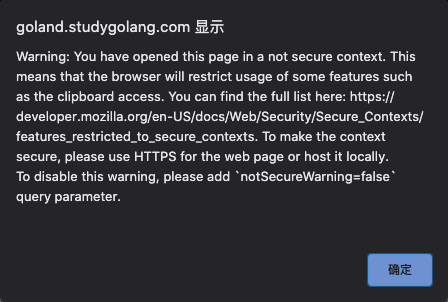 goland.studygolang.com 显示
Warning: You have opened this page in a not secure context. This
means that the browser will restrict usage of some features such
as the clipboard access. You can find the full list here: https://
developer.mozilla.org/en-US/docs/Web/Security/Secure_Contexts/
features_restricted_to_secure_contexts. To make the context
secure, please use HTTPS for the web page or host it locally.
To disable this warning, please add `notSecureWarning=false`
query parameter.
确定